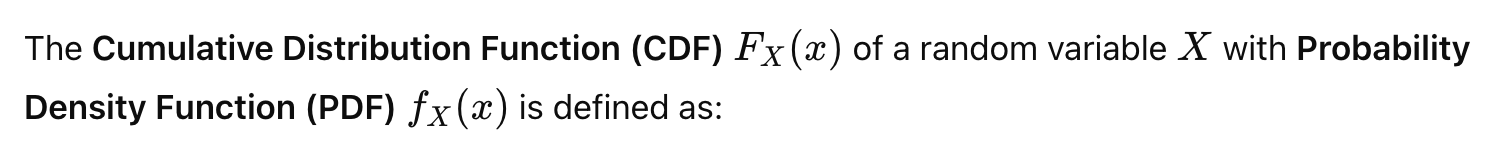 The Cumulative Distribution Function (CDF) $F_X(x)$ of a random variable $X$ with Probability
Density Function (PDF) $f_X(x)$ is defined as: